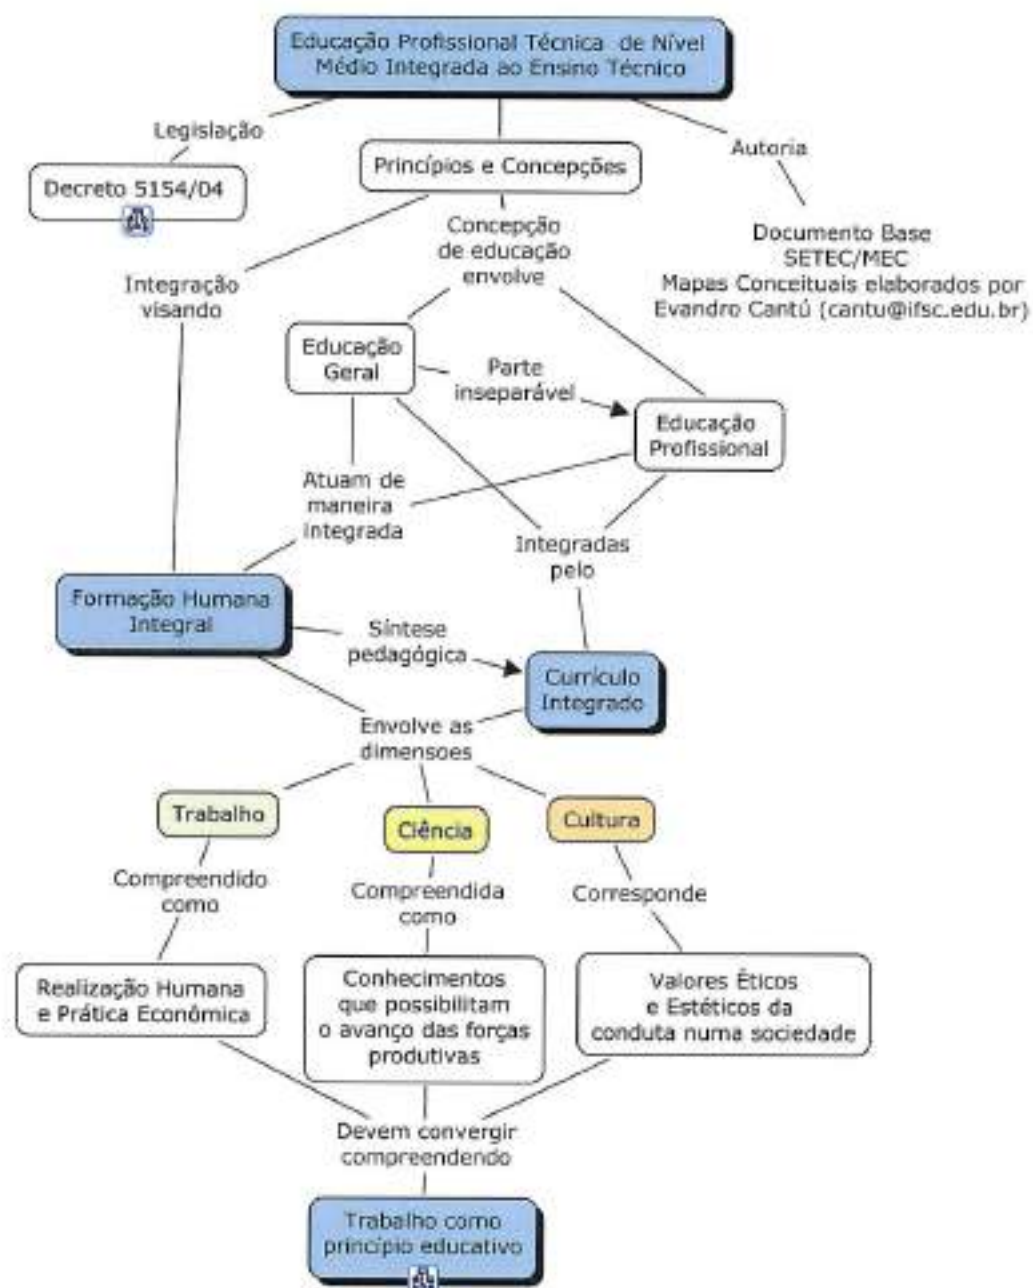 Educação Profissional Técnica de Nível
Médio Integrada ao Ensino Técnico
Legislação
Autoria
Princípios e Concepções
Decreto 5154/04
Concepção
de educação
envolve
Documento Base
SETEC/MEC
Mapas Conceituais elaborados por
Evandro Cantú (cantu@ifsc.edu.br)
Integração
visando
Educação
Geral
Parte
inseparável
Educação
Profissional
Atuam de
maneira
integrada
Integradas
pelo
Formação Humana
Integral
Síntese
pedagógica
Currículo
Integrado
Envolve as
dimensoes
Trabalho
Ciência
Cultura
Compreendido
como
Compreendida
como
Corresponde
Realização Humana
e Prática Econômica
Conhecimentos
que possibilitam
o avanço das forças
produtivas
Valores Éticos
e Estéticos da
conduta numa sociedade
Devem convergir
compreendendo
Trabalho como
princípio educativo